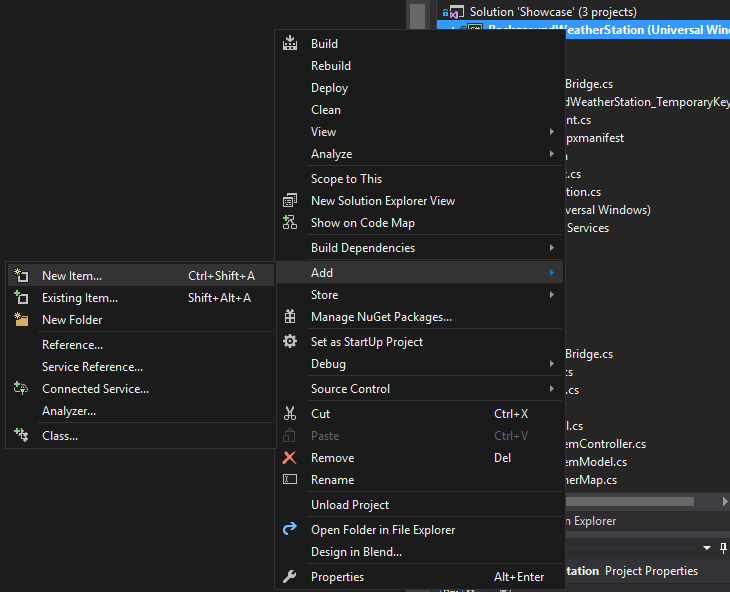 Solution 'Showcase' (3 projects)
BackgroundWeatherStation (Universal Win
Build
Rebuild
Deploy
Clean
View
Analyze
Scope to This
New Solution Explorer View
Show on Code Map
Build Dependencies
Add
Store
Manage NuGet Packages...
Set as StartUp Project
Debug
Source Control
Cut Ctrl+X
Paste Ctrl+V
Remove Del
Rename
Unload Project
Open Folder in File Explorer
Design in Blend...
Properties Alt+Enter
New Item... Ctrl+Shift+A
Existing Item... Shift+Alt+A
New Folder
Reference...
Service Reference...
Connected Service...
Analyzer...
Class...
Bridge.cs
dWeatherStation_TemporaryKey
nt.cs
pxmanifest
.cs
tion.cs
versal Windows)
Services
Bridge.cs
cs
.cs
l.cs
emController.cs
emModel.cs
nerMap.cs
n Explorer
tation Project Properties